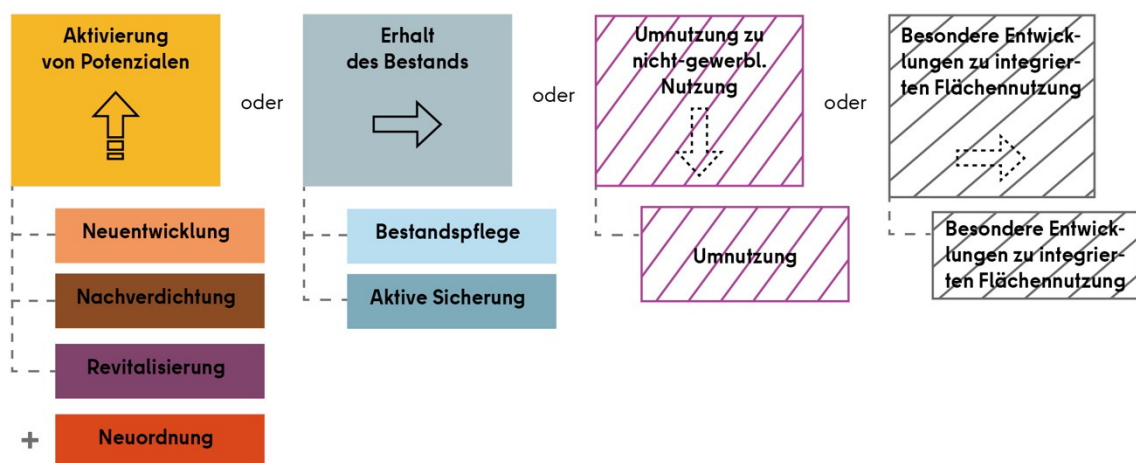 Aktivierung
von Potenzialen
oder
Erhalt
des Bestands
oder
Umnutzung zu
nicht-gewerbl.
Nutzung
oder
Besondere Entwick-
lungen zu integrier-
ten Flächennutzung
Neuentwicklung
Nachverdichtung
Revitalisierung
+ Neuordnung
Bestandspflege
Aktive Sicherung
Umnutzung
Besondere Entwick-
lungen zu integrier-
ten Flächennutzung